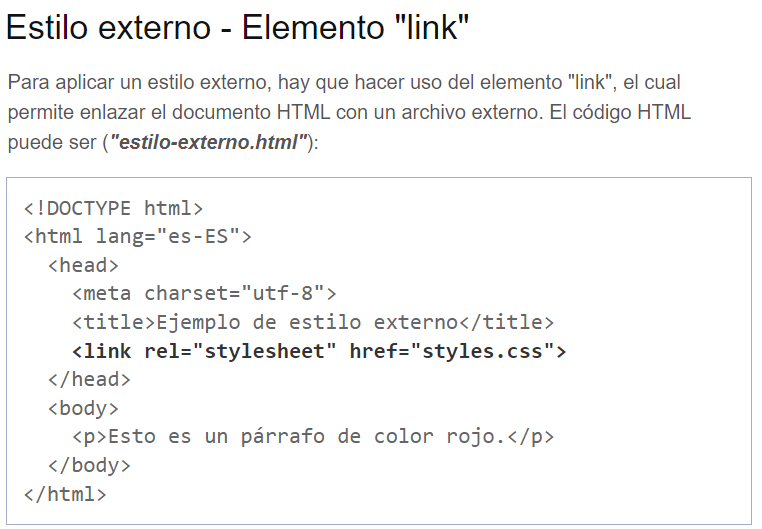 Estilo externo - Elemento "link"
Para aplicar un estilo externo, hay que hacer uso del elemento "link", el cual
permite enlazar el documento HTML con un archivo externo. El código HTML
puede ser ("estilo-externo.html"):
<!DOCTYPE html>
<html lang="es-ES">
  <head>
    <meta charset="utf-8">
    <title>Ejemplo de estilo externo</title>
    <link rel="stylesheet" href="styles.css">
  </head>
  <body>
    <p>Esto es un párrafo de color rojo.</p>
  </body>
</html>